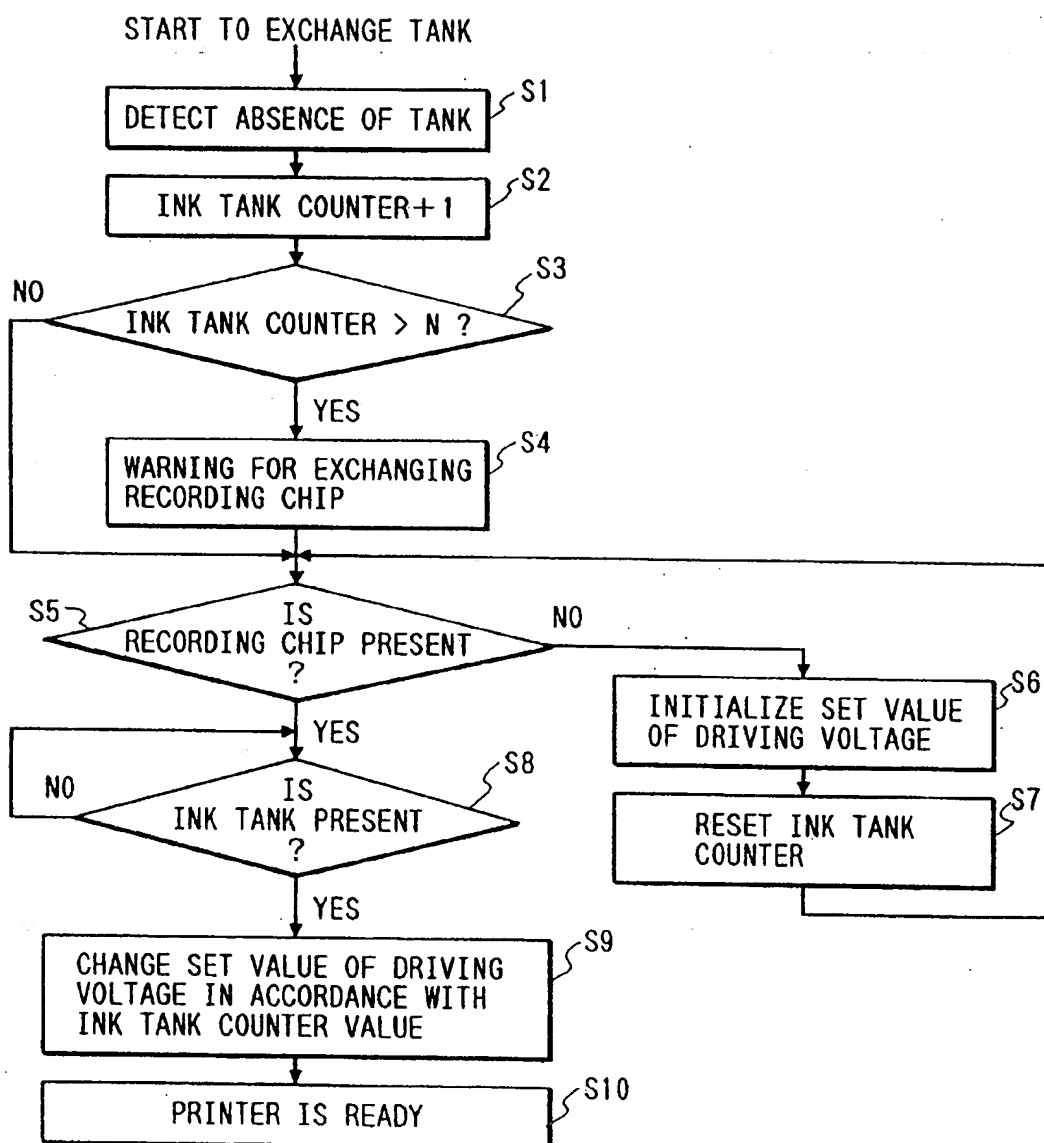 START TO EXCHANGE TANK
S1
DETECT ABSENCE OF TANK
S2
INK TANK COUNTER+1
S3
NO
INK TANK COUNTER > N ?
YES
S4
WARNING FOR EXCHANGING
RECORDING CHIP
S5
IS
RECORDING CHIP PRESENT
?
NO
S6
INITIALIZE SET VALUE
OF DRIVING VOLTAGE
S7
RESET INK TANK
COUNTER
YES
S8
NO
IS
INK TANK PRESENT
?
YES
S9
CHANGE SET VALUE OF DRIVING
VOLTAGE IN ACCORDANCE WITH
INK TANK COUNTER VALUE
S10
PRINTER IS READY